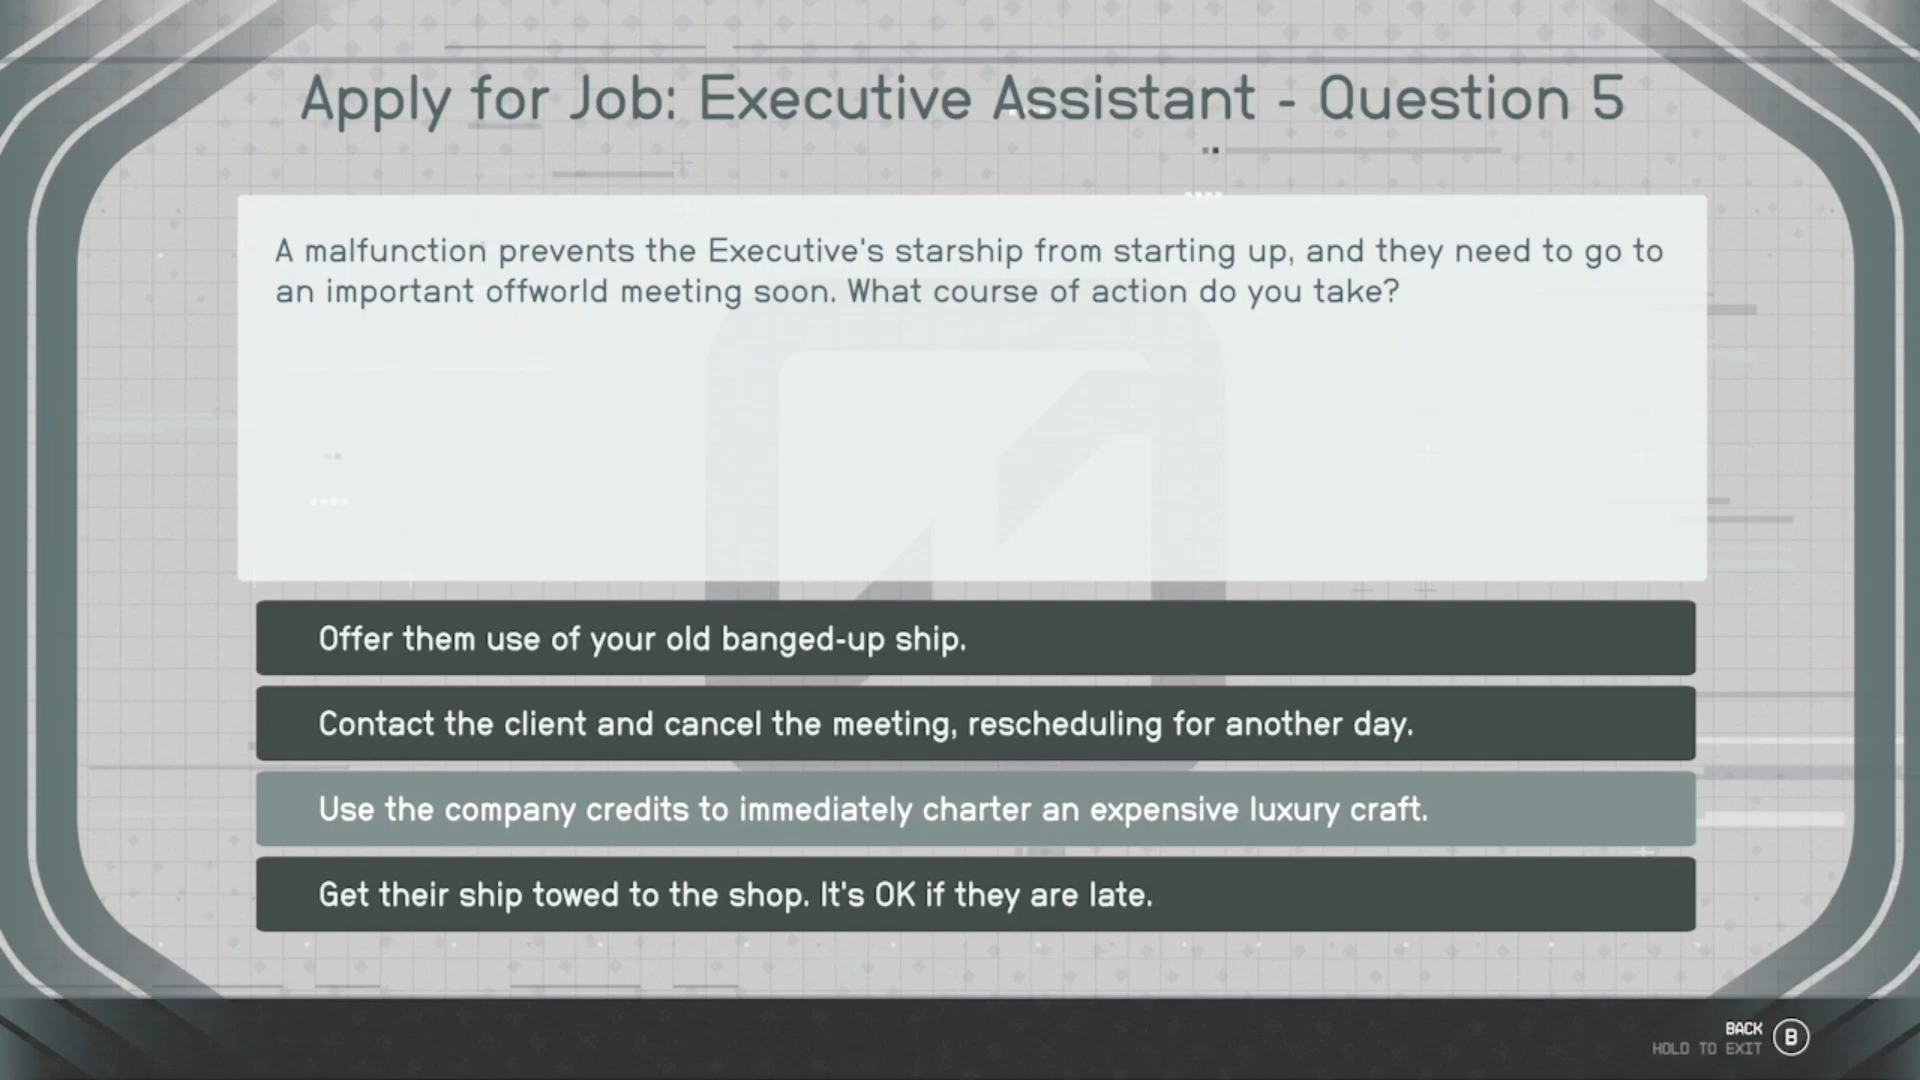 Apply for Job: Executive Assistant - Question 5
A malfunction prevents the Executive's starship from starting up, and they need to go to
an important offworld meeting soon. What course of action do you take?
Offer them use of your old banged-up ship.
Contact the client and cancel the meeting, rescheduling for another day.
Use the company credits to immediately charter an expensive luxury craft.
Get their ship towed to the shop. It's OK if they are late.
BACK
HOLD TO EXIT
B